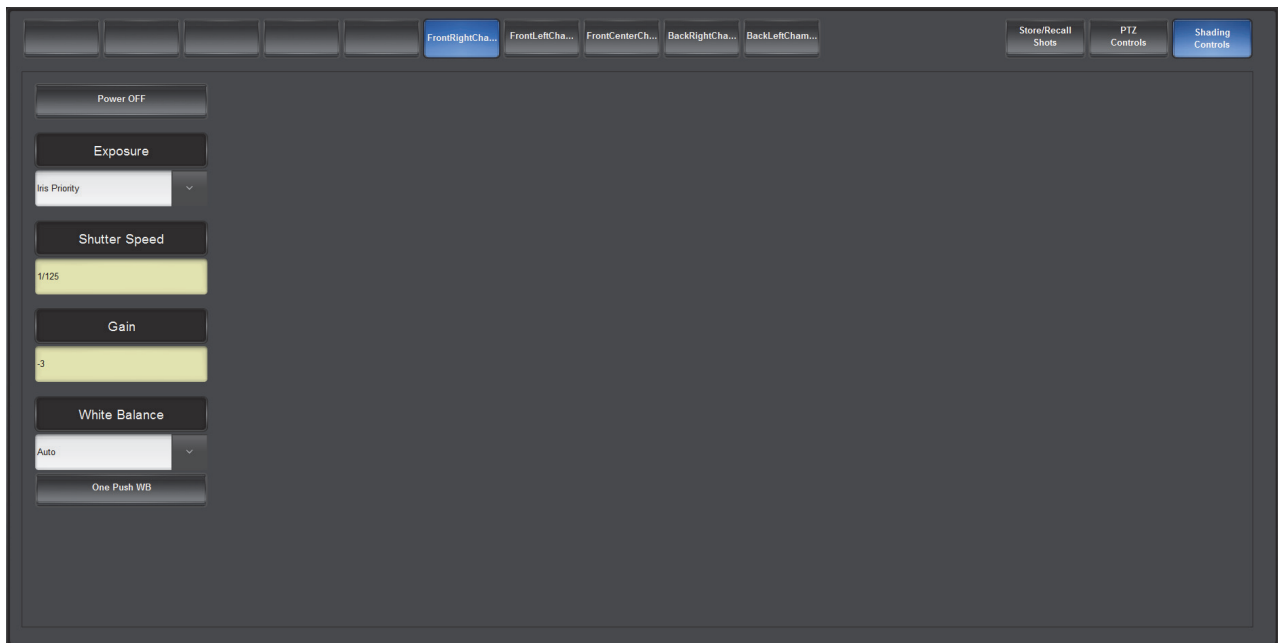 FrontRightCha...
FrontLeftCha...
FrontCenterCh...
BackRightCha...
BackLeftCham...
Store/Recall
Shots
PTZ
Controls
Shading
Controls
Power OFF
Exposure
Iris Priority
Shutter Speed
1/125
Gain
-3
White Balance
Auto
One Push WB